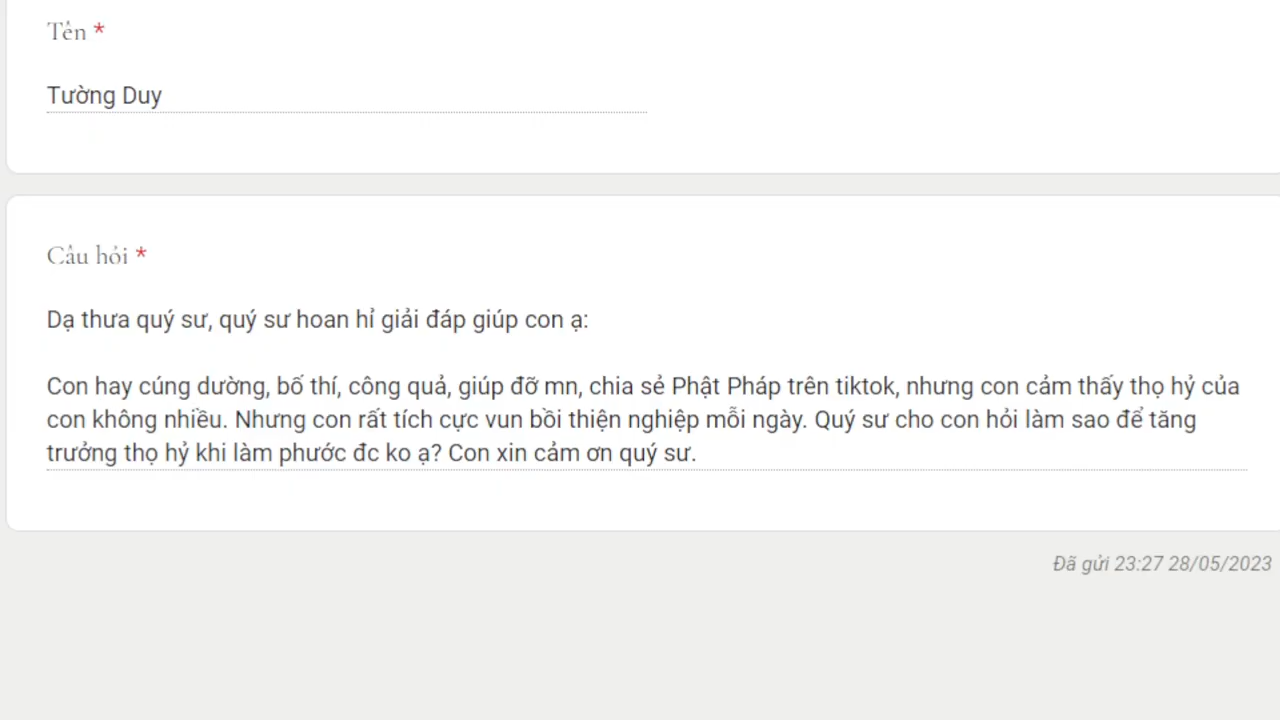 Tên *
Tường Duy
Câu hỏi *
Dạ thưa quý sư, quý sư hoan hỉ giải đáp giúp con ạ:
Con hay cúng dường, bố thí, công quả, giúp đỡ mn, chia sẻ Phật Pháp trên tiktok, nhưng con cảm thấy thọ hỷ của
con không nhiều. Nhưng con rất tích cực vun bồi thiện nghiệp mỗi ngày. Quý sư cho con hỏi làm sao để tăng
trưởng thọ hỷ khi làm phước đc ko ạ? Con xin cảm ơn quý sư.
Đã gửi 23:27 28/05/2023